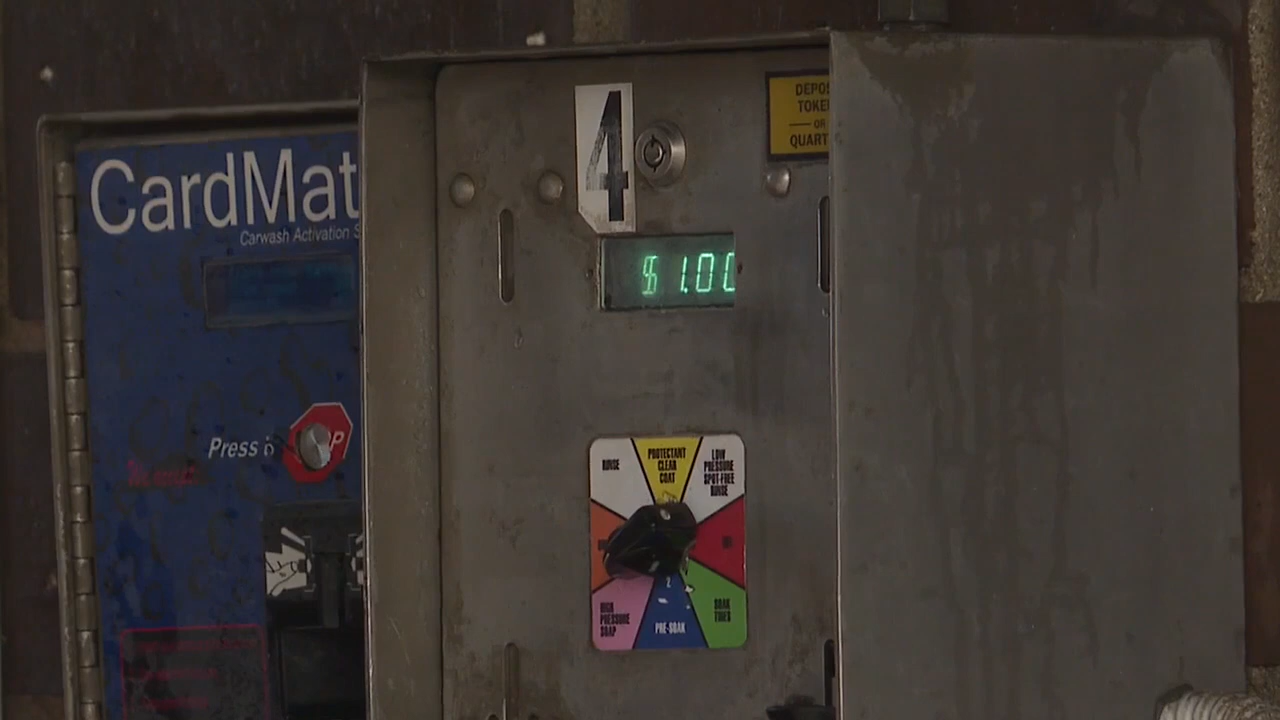 CardMat
Carwash Activation S
Press
4
DEPOS
TOKE
OR
QUART
$1.00
RINSE
PROTECTANT
CLEAR
COAT
LOW
PRESSURE
SPOT-FREE
RINSE
HIGH
PRESSURE
SOAP
PRE-SOAK
SOAK
TIRES